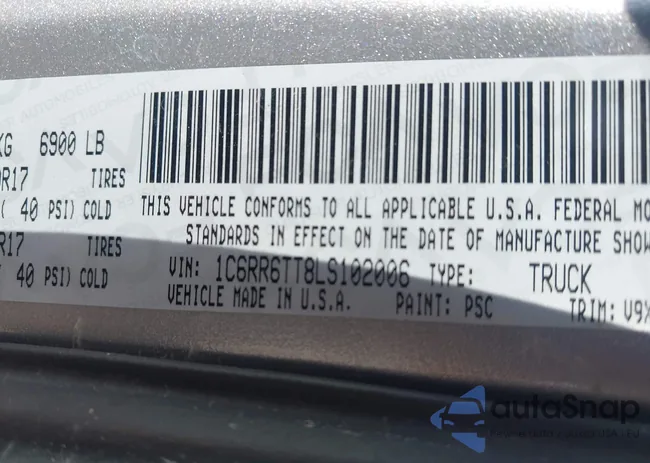 KG 6900 LB
R17 TIRES
( 40 PSI) COLD
R17 TIRES
40 PSI) COLD
THIS VEHICLE CONFORMS TO ALL APPLICABLE U.S.A. FEDERAL MO
STANDARDS IN EFFECT ON THE DATE OF MANUFACTURE SHOW
VIN: 1C6RR6TT8LS102006 TYPE: TRUCK
VEHICLE MADE IN U.S.A. PAINT: PSC TRIM: V9X
autoSnap